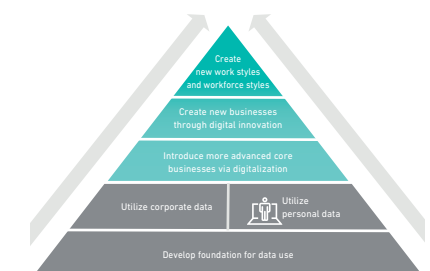 Create
new work styles
and workforce styles
Create new businesses
through digital innovation
Introduce more advanced core
businesses via digitalization
Utilize corporate data
Utilize
personal data
Develop foundation for data use